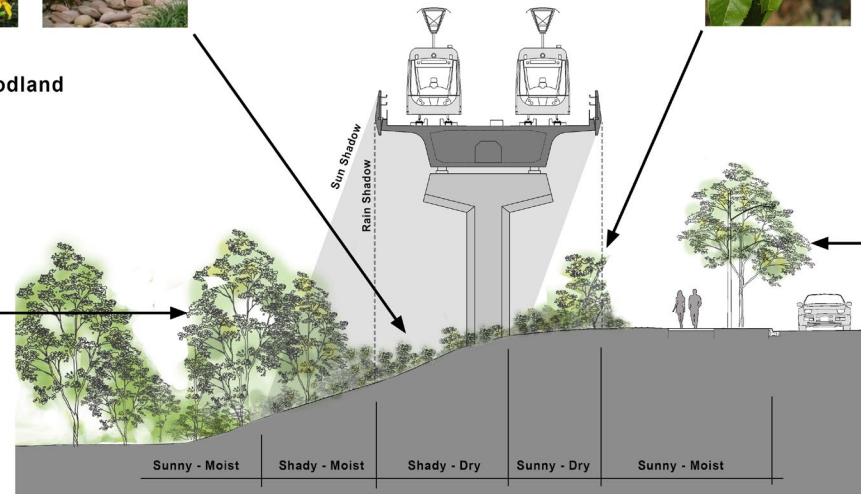 odland
Sun Shadow
Rain Shadow
Sunny - Moist
Shady - Moist
Shady - Dry
Sunny - Dry
Sunny - Moist